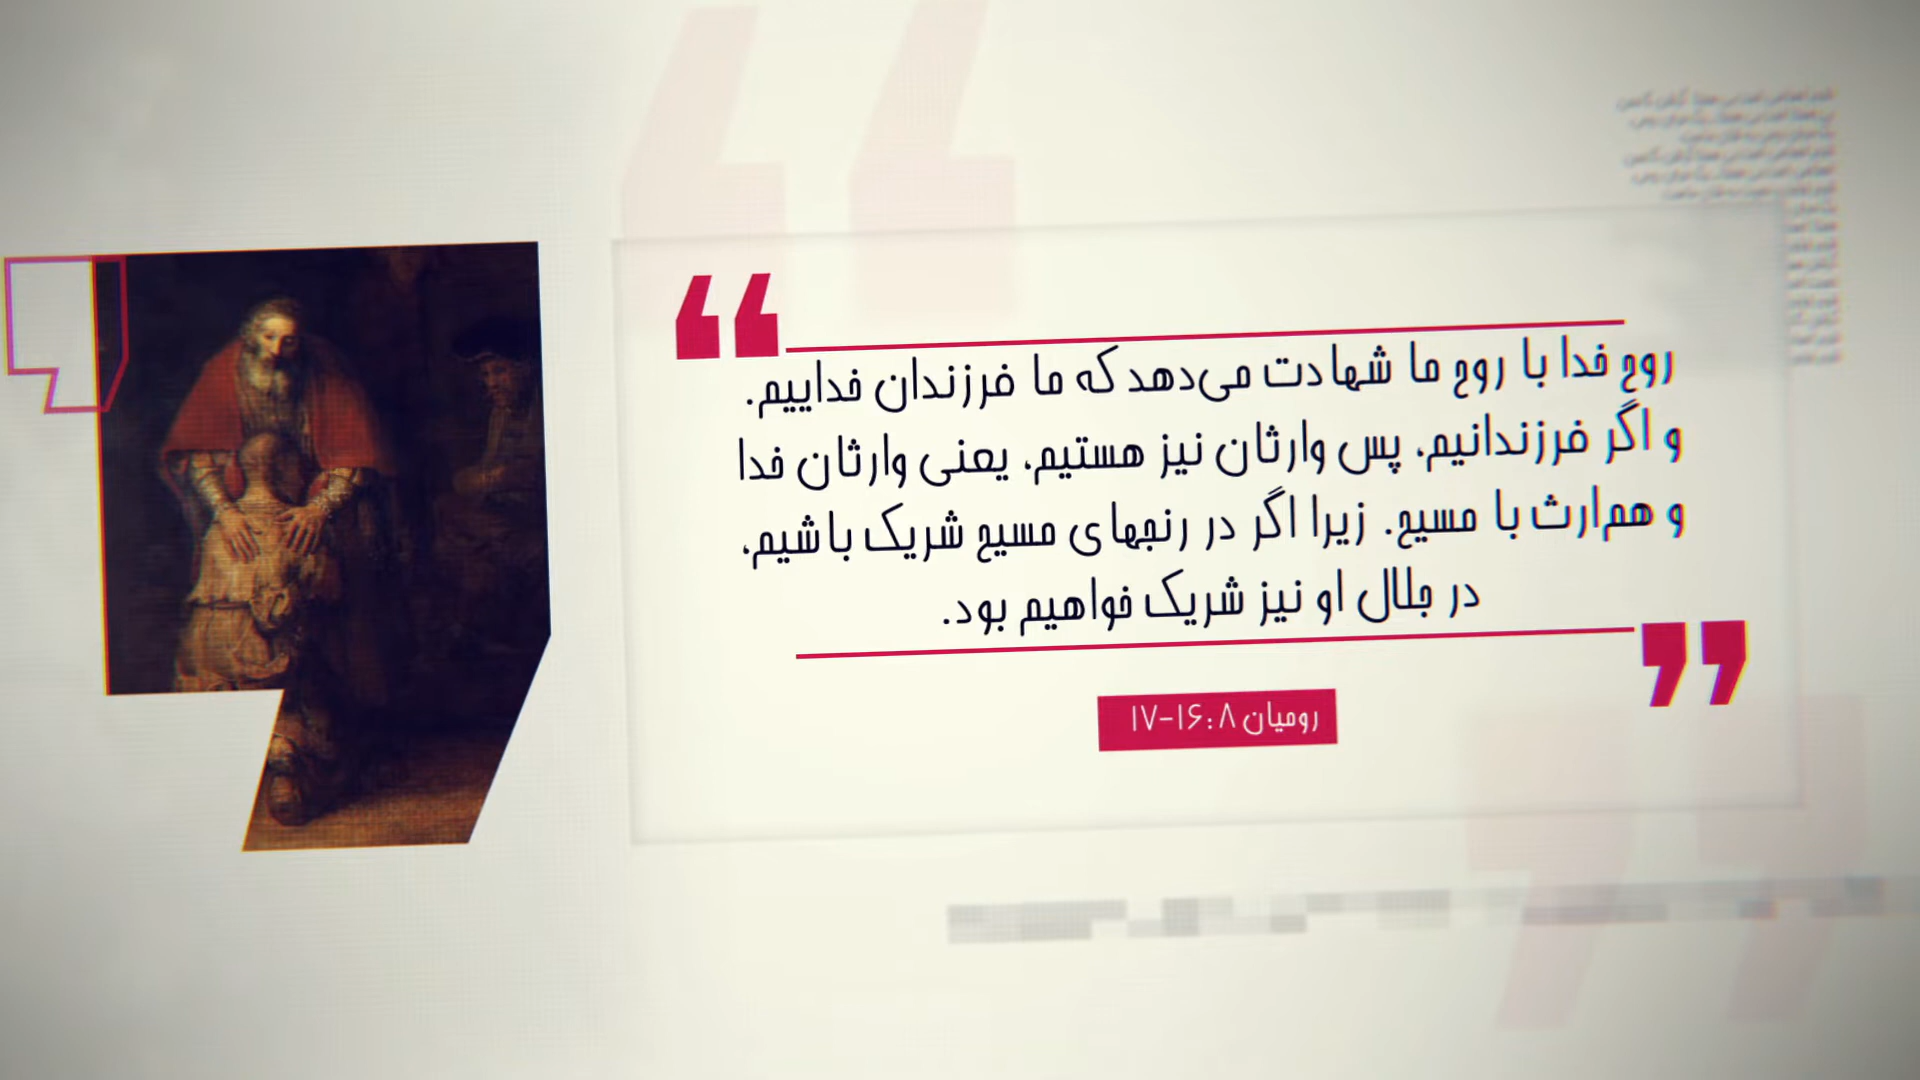 روح خدا با روح ما شهادت می‌دهد که ما فرزندان خداییم.
و اگر فرزندانیم، پس وارثان نیز هستیم، یعنی وارثان خدا
و هم‌ارث با مسیح. زیرا اگر در رنجهای مسیح شریک باشیم،
در جلال او نیز شریک خواهیم بود.
رومیان ۸:‏۱۶-۱۷